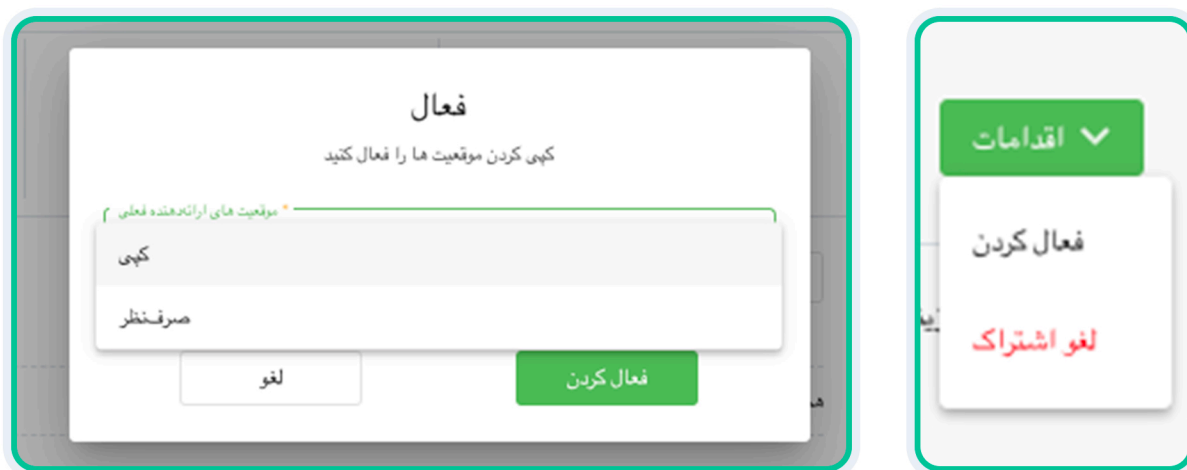 فعال
کپی کردن موقعیت ها را فعال کنید
موقعیت های ارائه‌دهنده فعلی *
کپی
صرف‌نظر
فعال کردن
لغو
اقدامات
فعال کردن
لغو اشتراک